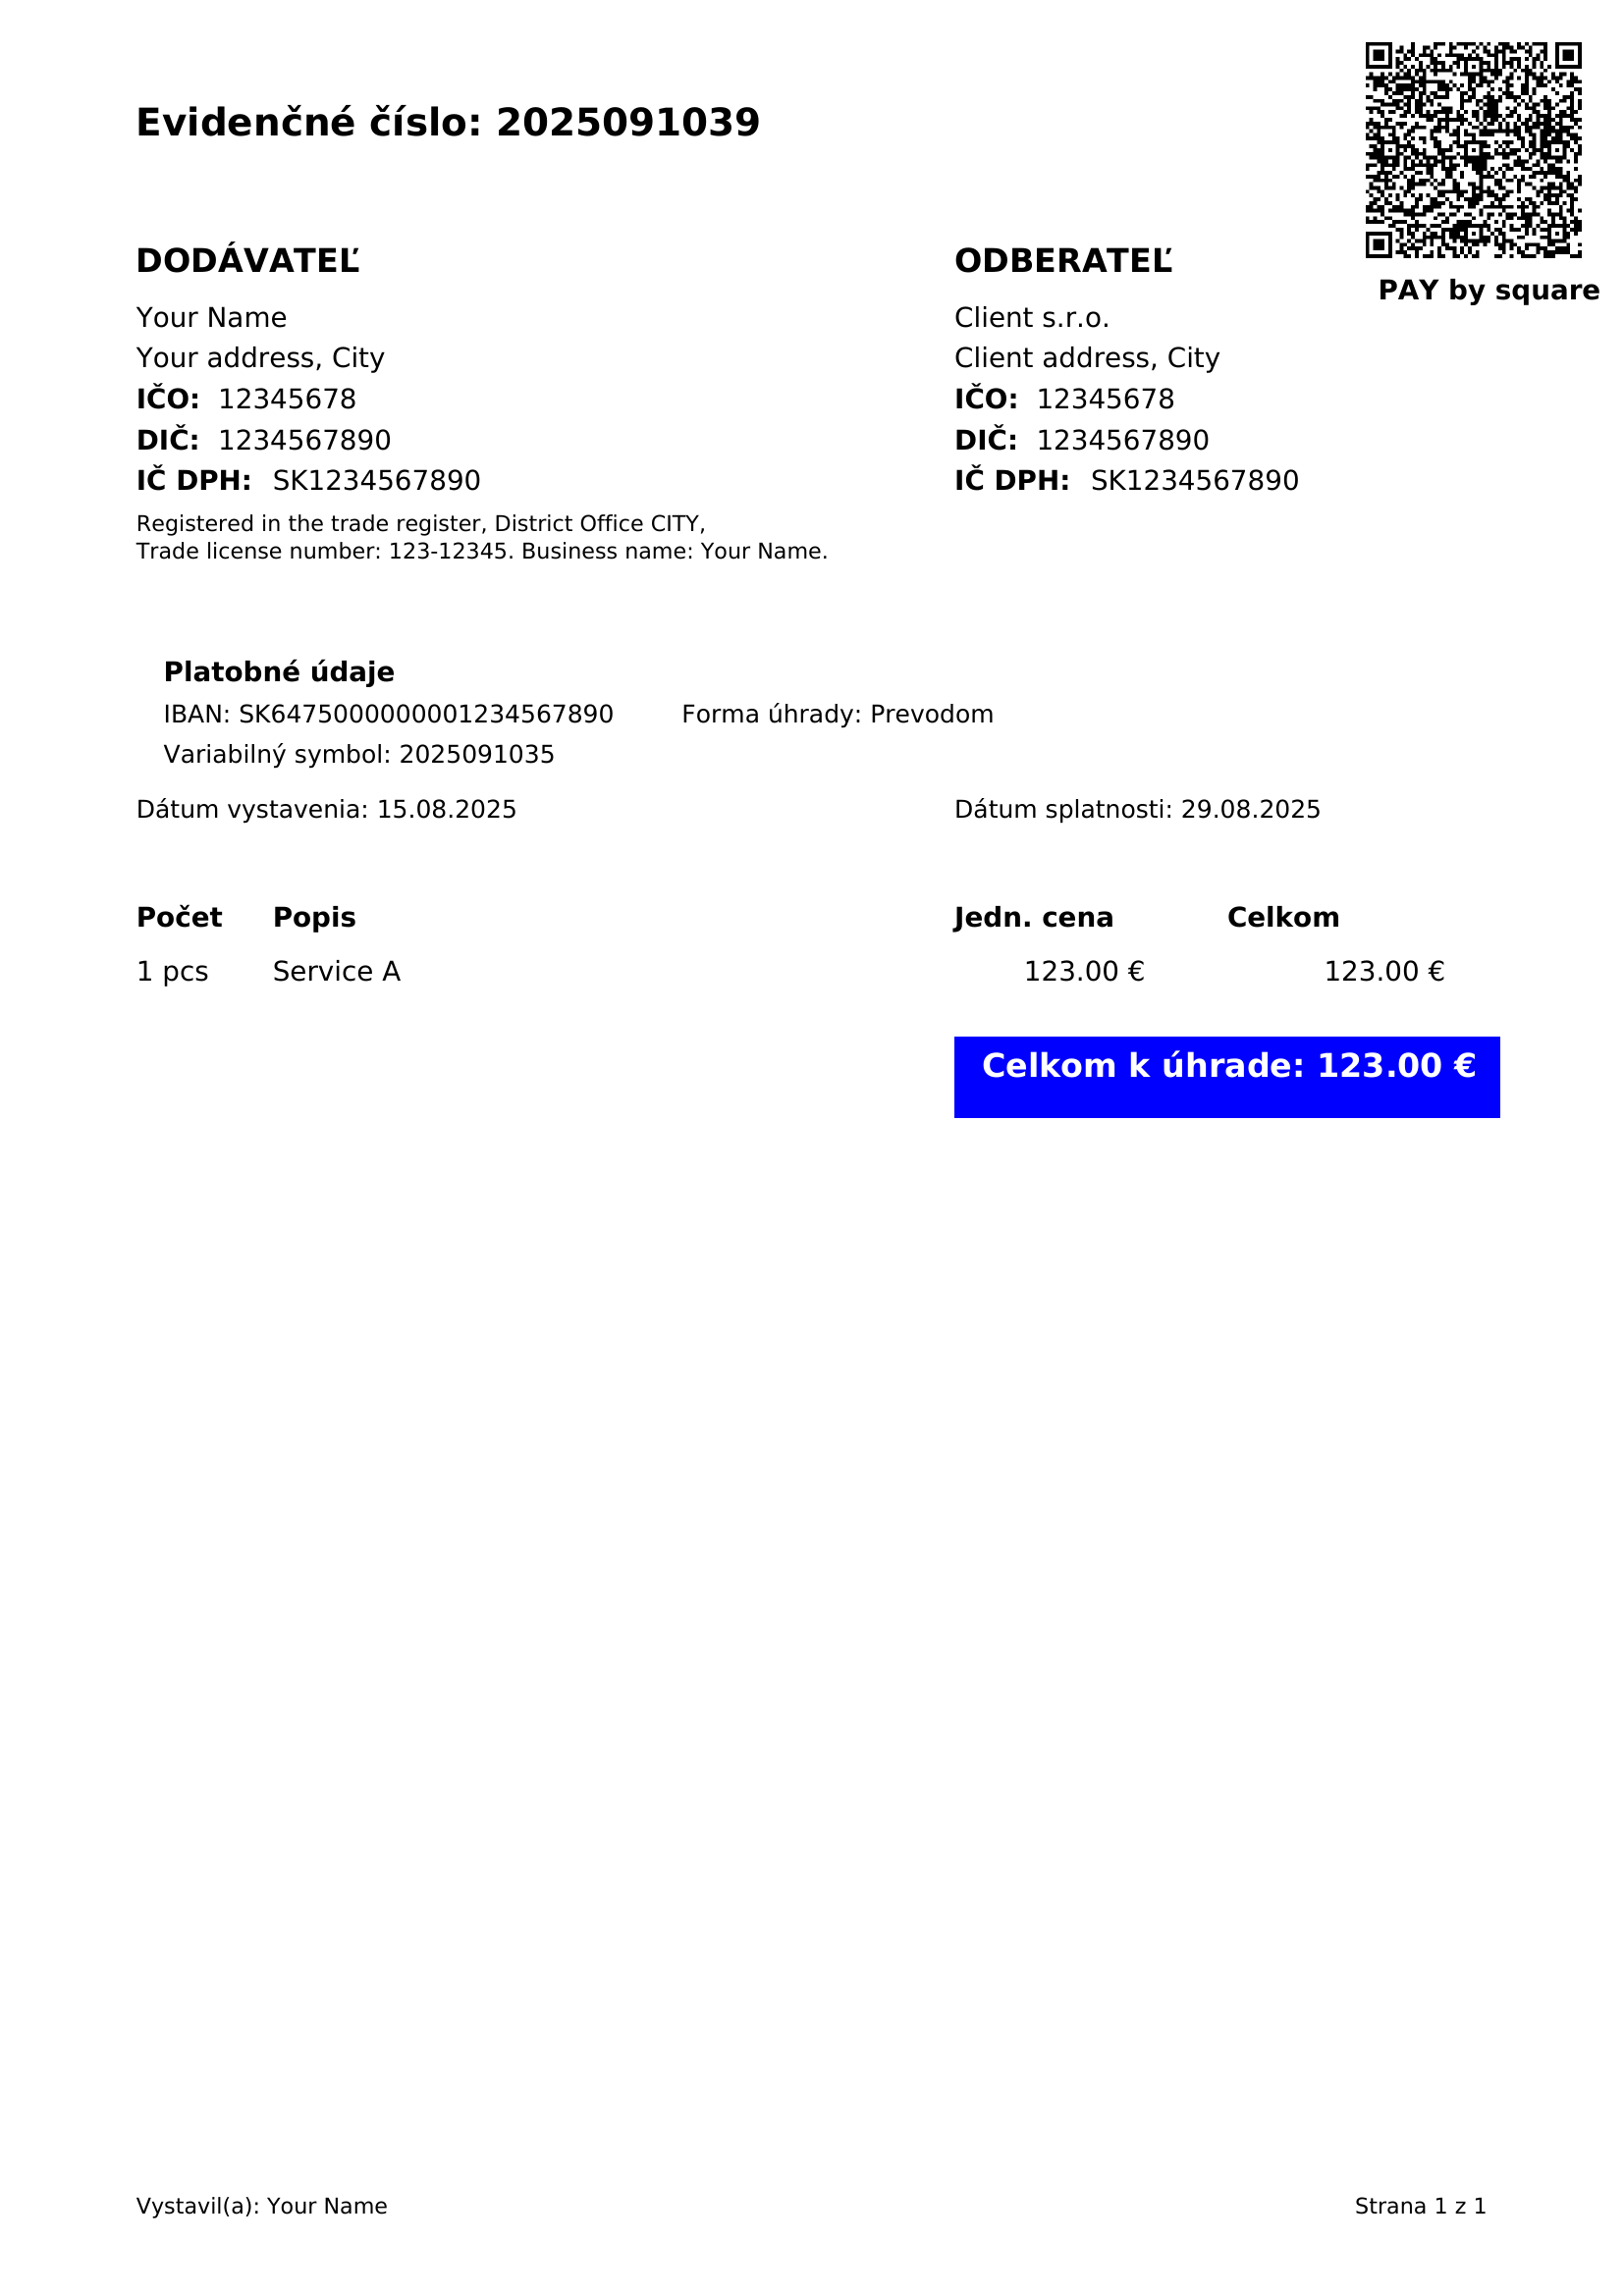 Evidenčné číslo: 2025091039
PAY by square
DODÁVATEĽ
Your Name
Your address, City
IČO: 12345678
DIČ: 1234567890
IČ DPH: SK1234567890
Registered in the trade register, District Office CITY,
Trade license number: 123-12345. Business name: Your Name.
ODBERATEĽ
Client s.r.o.
Client address, City
IČO: 12345678
DIČ: 1234567890
IČ DPH: SK1234567890
Platobné údaje
IBAN: SK6475000000001234567890 Forma úhrady: Prevodom
Variabilný symbol: 2025091035
Dátum vystavenia: 15.08.2025 Dátum splatnosti: 29.08.2025
Počet Popis Jedn. cena Celkom
1 pcs Service A 123.00 € 123.00 €
Celkom k úhrade: 123.00 €
Vystavil(a): Your Name Strana 1 z 1